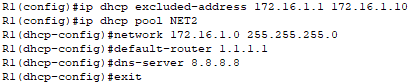 R1(config)#ip dhcp excluded-address 172.16.1.1 172.16.1.10
R1(config)#ip dhcp pool NET2
R1(dhcp-config)#network 172.16.1.0 255.255.255.0
R1(dhcp-config)#default-router 1.1.1.1
R1(dhcp-config)#dns-server 8.8.8.8
R1(dhcp-config)#exit